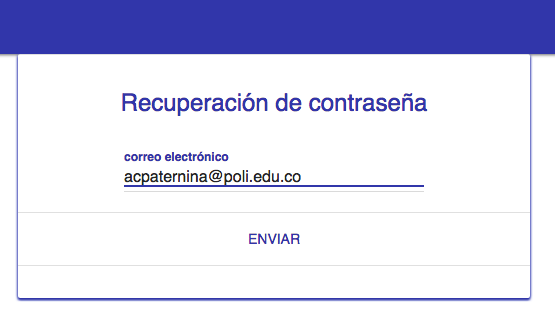 Recuperación de contraseña
correo electrónico
acpaternina@poli.edu.co
ENVIAR